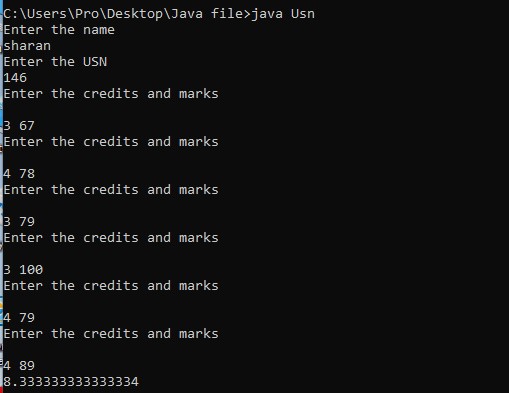 C:\Users\Pro\Desktop\Java file>java Usn
Enter the name
sharan
Enter the USN
146
Enter the credits and marks
3 67
Enter the credits and marks
4 78
Enter the credits and marks
3 79
Enter the credits and marks
3 100
Enter the credits and marks
4 79
Enter the credits and marks
4 89
8.333333333333334